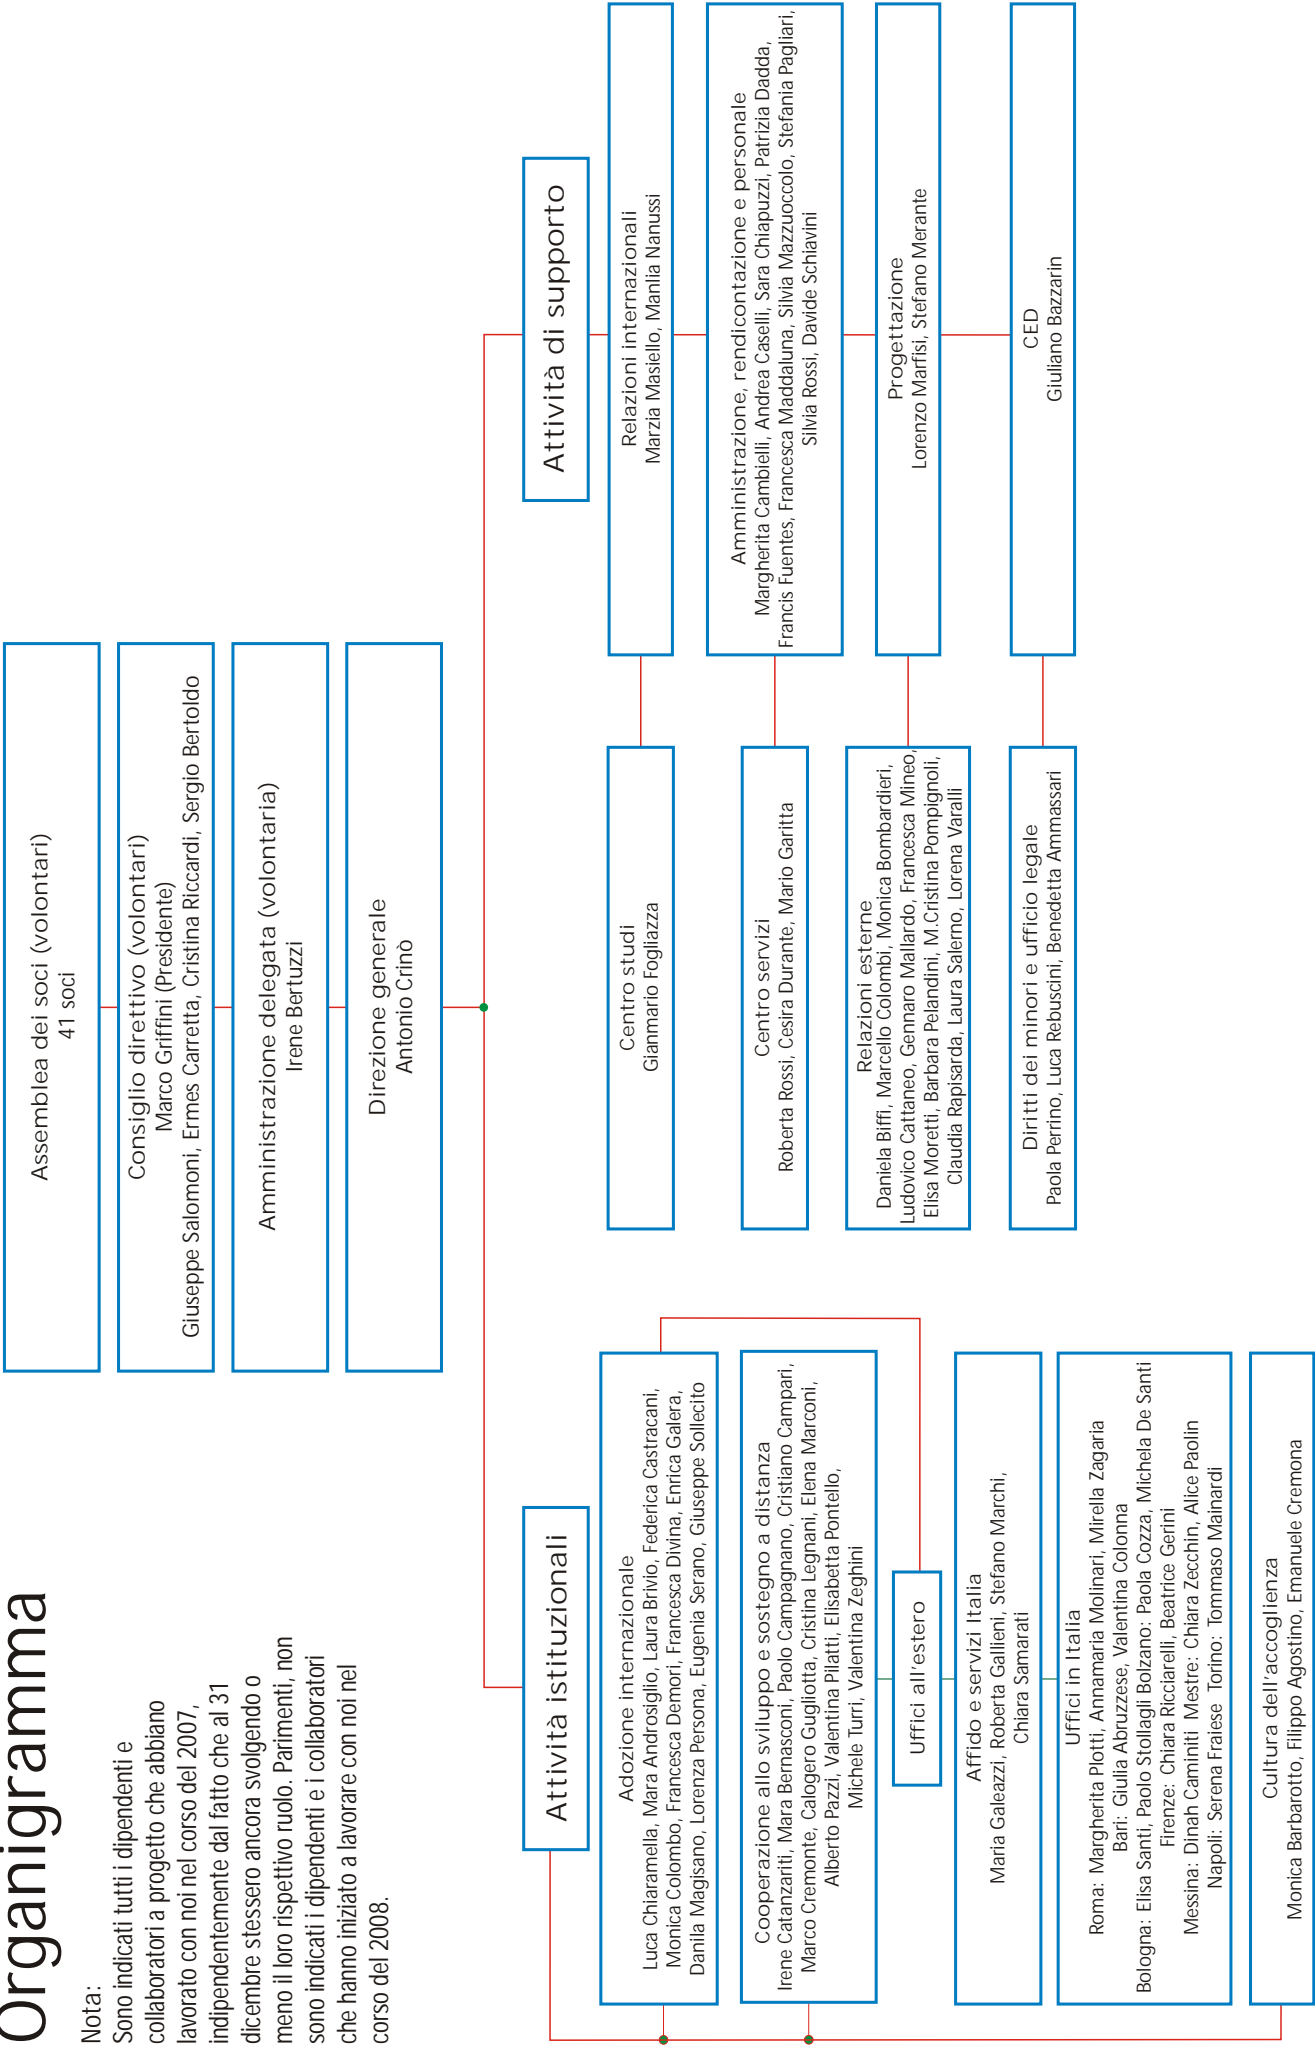 Organigramma
Nota:
Sono indicati tutti i dipendenti e
collaboratori a progetto che abbiano
lavorato con noi nel corso del 2007,
indipendentemente dal fatto che al 31
dicembre stessero ancora svolgendo o
meno il loro rispettivo ruolo. Parimenti, non
sono indicati i dipendenti e i collaboratori
che hanno iniziato a lavorare con noi nel
corso del 2008.
Assemblea dei soci (volontari)
41 soci
Consiglio direttivo (volontari)
Marco Griffini (Presidente)
Giuseppe Salomoni, Ermes Carretta, Cristina Riccardi, Sergio Bertoldo
Amministrazione delegata (volontaria)
Irene Bertuzzi
Direzione generale
Antonio Crinò
Attività istituzionali
Adozione internazionale
Luca Chiaramella, Mara Androsiglio, Laura Brivio, Federica Castracani,
Monica Colombo, Francesca Demori, Francesca Divina, Enrica Galera,
Danila Magisano, Lorenza Persona, Eugenia Serano, Giuseppe Sollecito
Cooperazione allo sviluppo e sostegno a distanza
Irene Catanzariti, Mara Bernasconi, Paolo Campagnano, Cristiano Campari,
Marco Cremonte, Calogero Gugliotta, Cristina Legnani, Elena Marconi,
Alberto Pazzi, Valentina Pilatti, Elisabetta Pontello,
Michele Turri, Valentina Zeghini
Uffici all'estero
Affido e servizi Italia
Maria Galeazzi, Roberta Gallieni, Stefano Marchi,
Chiara Samarati
Uffici in Italia
Roma: Margherita Plotti, Annamaria Molinari, Mirella Zagaria
Bari: Giulia Abruzzese, Valentina Colonna
Bologna: Elisa Santi, Paolo Stollagli Bolzano: Paola Cozza, Michela De Santi
Firenze: Chiara Ricciarelli, Beatrice Gerini
Messina: Dinah Caminiti Mestre: Chiara Zecchin, Alice Paolin
Napoli: Serena Fraiese Torino: Tommaso Mainardi
Cultura dell'accoglienza
Monica Barbarotto, Filippo Agostino, Emanuele Cremona
Attività di supporto
Centro studi
Gianmario Fogliazza
Relazioni internazionali
Marzia Masiello, Manlia Nanussi
Centro servizi
Roberta Rossi, Cesira Durante, Mario Garitta
Amministrazione, rendicontazione e personale
Margherita Cambielli, Andrea Caselli, Sara Chiapuzzi, Patrizia Dadda,
Francis Fuentes, Francesca Maddaluna, Silvia Mazzuoccolo, Stefania Pagliari,
Silvia Rossi, Davide Schiavini
Relazioni esterne
Daniela Biffi, Marcello Colombi, Monica Bombardieri,
Ludovico Cattaneo, Gennaro Mallardo, Francesca Mineo,
Elisa Moretti, Barbara Pelandini, M.Cristina Pompignoli,
Claudia Rapisarda, Laura Salerno, Lorena Varalli
Progettazione
Lorenzo Marfisi, Stefano Merante
Diritti dei minori e ufficio legale
Paola Perrino, Luca Rebuscini, Benedetta Ammassari
CED
Giuliano Bazzarin